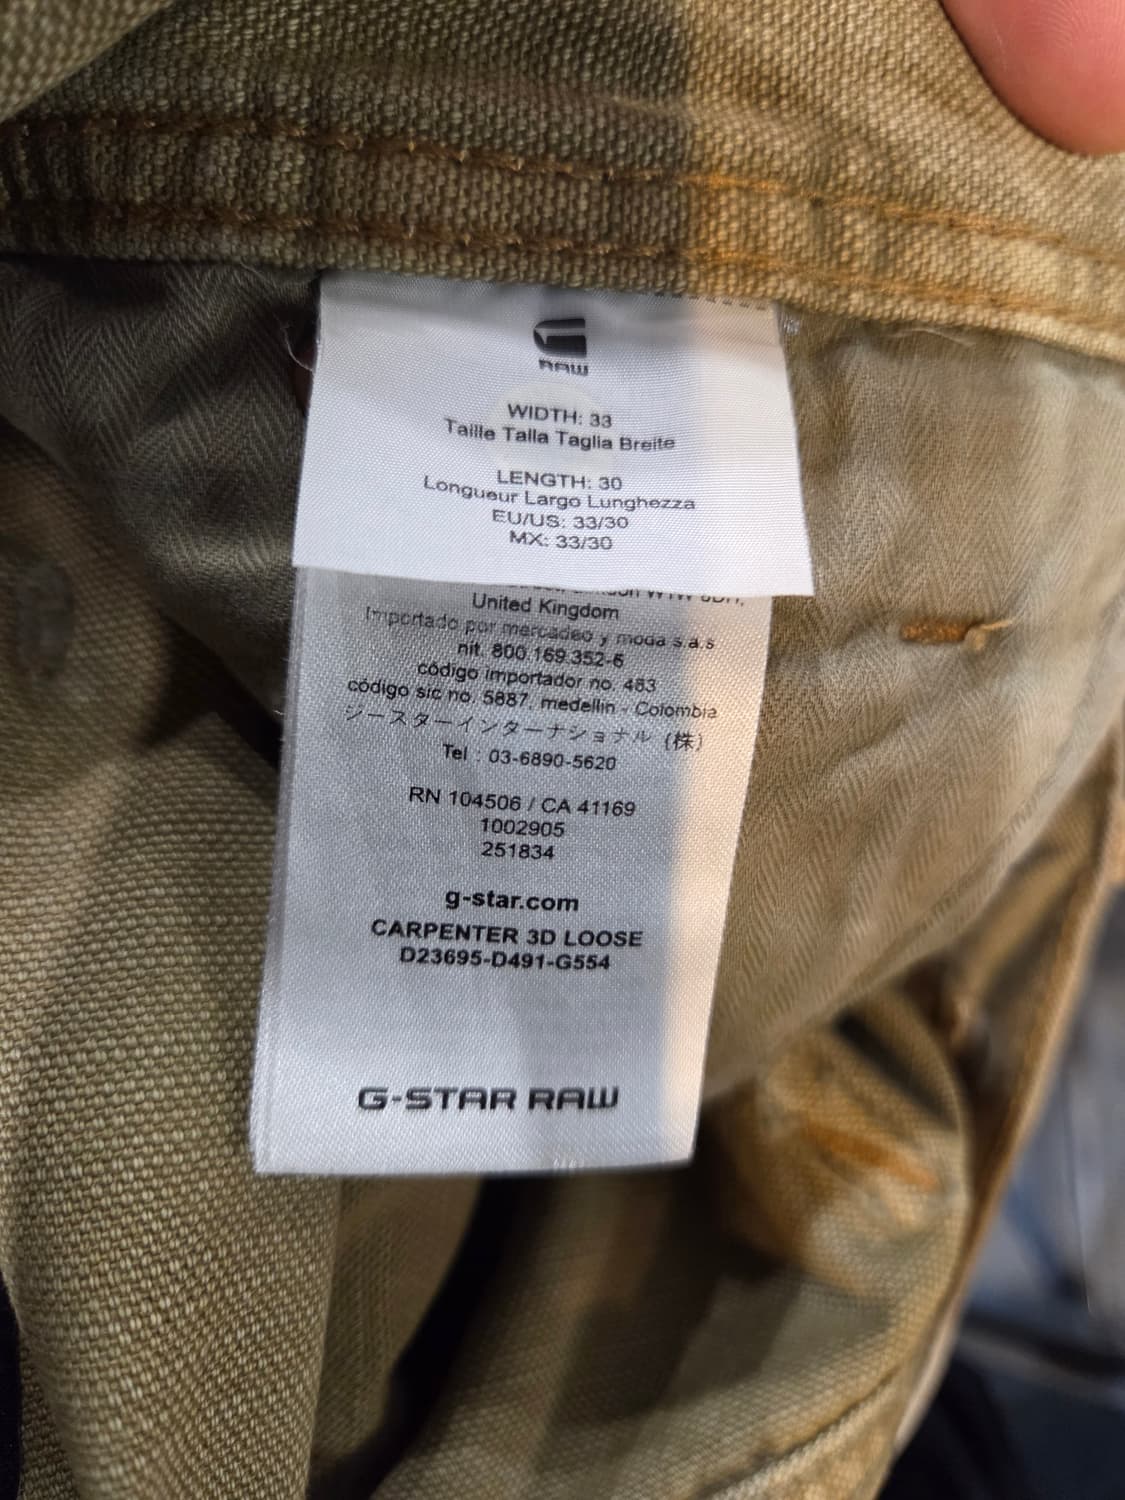 RAW
WIDTH: 33
Taille Talla Taglia Breite
LENGTH: 30
Longueur Largo Lunghezza
EU/US: 33/30
MX: 33/30
United Kingdom
Importado por mercadeo y moda s.a.s
nit. 800.169.352-6
código importador no. 483
código sic no. 5887, medellin - Colombia
ジースターインターナショナル (株)
Tel : 03-6890-5620
RN 104506 / CA 41169
1002905
251834
g-star.com
CARPENTER 3D LOOSE
D23695-D491-G554
G-STAR RAW